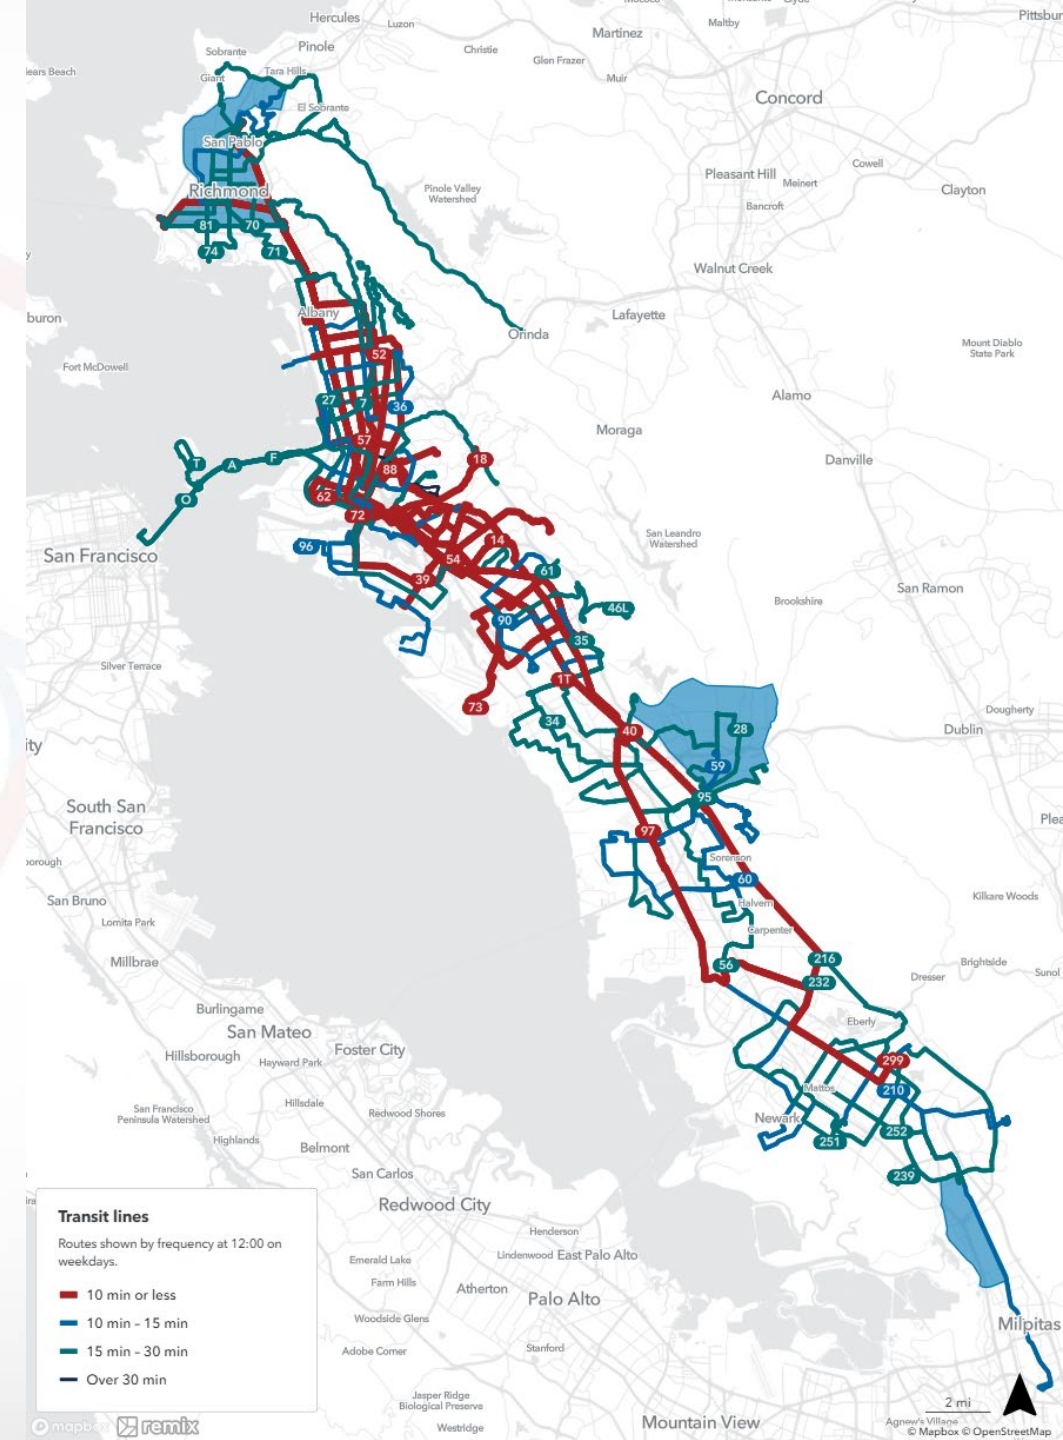 Hercules
Luzon
Maltby
Martinez
Pinole
Sobrante
Christie
Glen Frazer
Tara Hills
Giant
Muir
El Sobrante
Concord
San Pablo
Cowell
Pleasant Hill
Meinert
Richmond
Pinole Valley
Watershed
Clayton
Bancroft
81
70
74
71
Walnut Creek
Albany
Lafayette
Orinda
52
Mount Diablo
State Park
Fort McDowell
27
7
36
Alamo
57
Moraga
T
A
F
88
18
Danville
O
62
72
96
14
San Francisco
54
San Leandro
Watershed
39
61
San Ramon
46L
Brookshire
90
35
Silver Terrace
1T
73
34
40
28
Dougherty
Dublin
59
95
South San
Francisco
97
Sorenson
60
San Bruno
Halvern
Kilkare Woods
Lomita Park
Carpenter
Millbrae
56
216
Brightside
Sunol
232
Dresser
Burlingame
San Mateo
Eberly
Foster City
Hillsborough
Hayward Park
299
Mattos
210
Hillsdale
San Francisco
Peninsula Watershed
Redwood Shores
Newark
Highlands
251
252
Belmont
San Carlos
239
Redwood City
Transit lines
Routes shown by frequency at 12:00 on
weekdays.
10 min or less
10 min - 15 min
15 min - 30 min
Over 30 min
Henderson
Lindenwood
East Palo Alto
Emerald Lake
Farm Hills
Atherton
Palo Alto
Woodside Glens
Milpitas
Adobe Corner
Stanford
Jasper Ridge
Biological Preserve
Westridge
2 mi
Mountain View
Agnew's Village
mapbox
remix
© Mapbox © OpenStreetMap